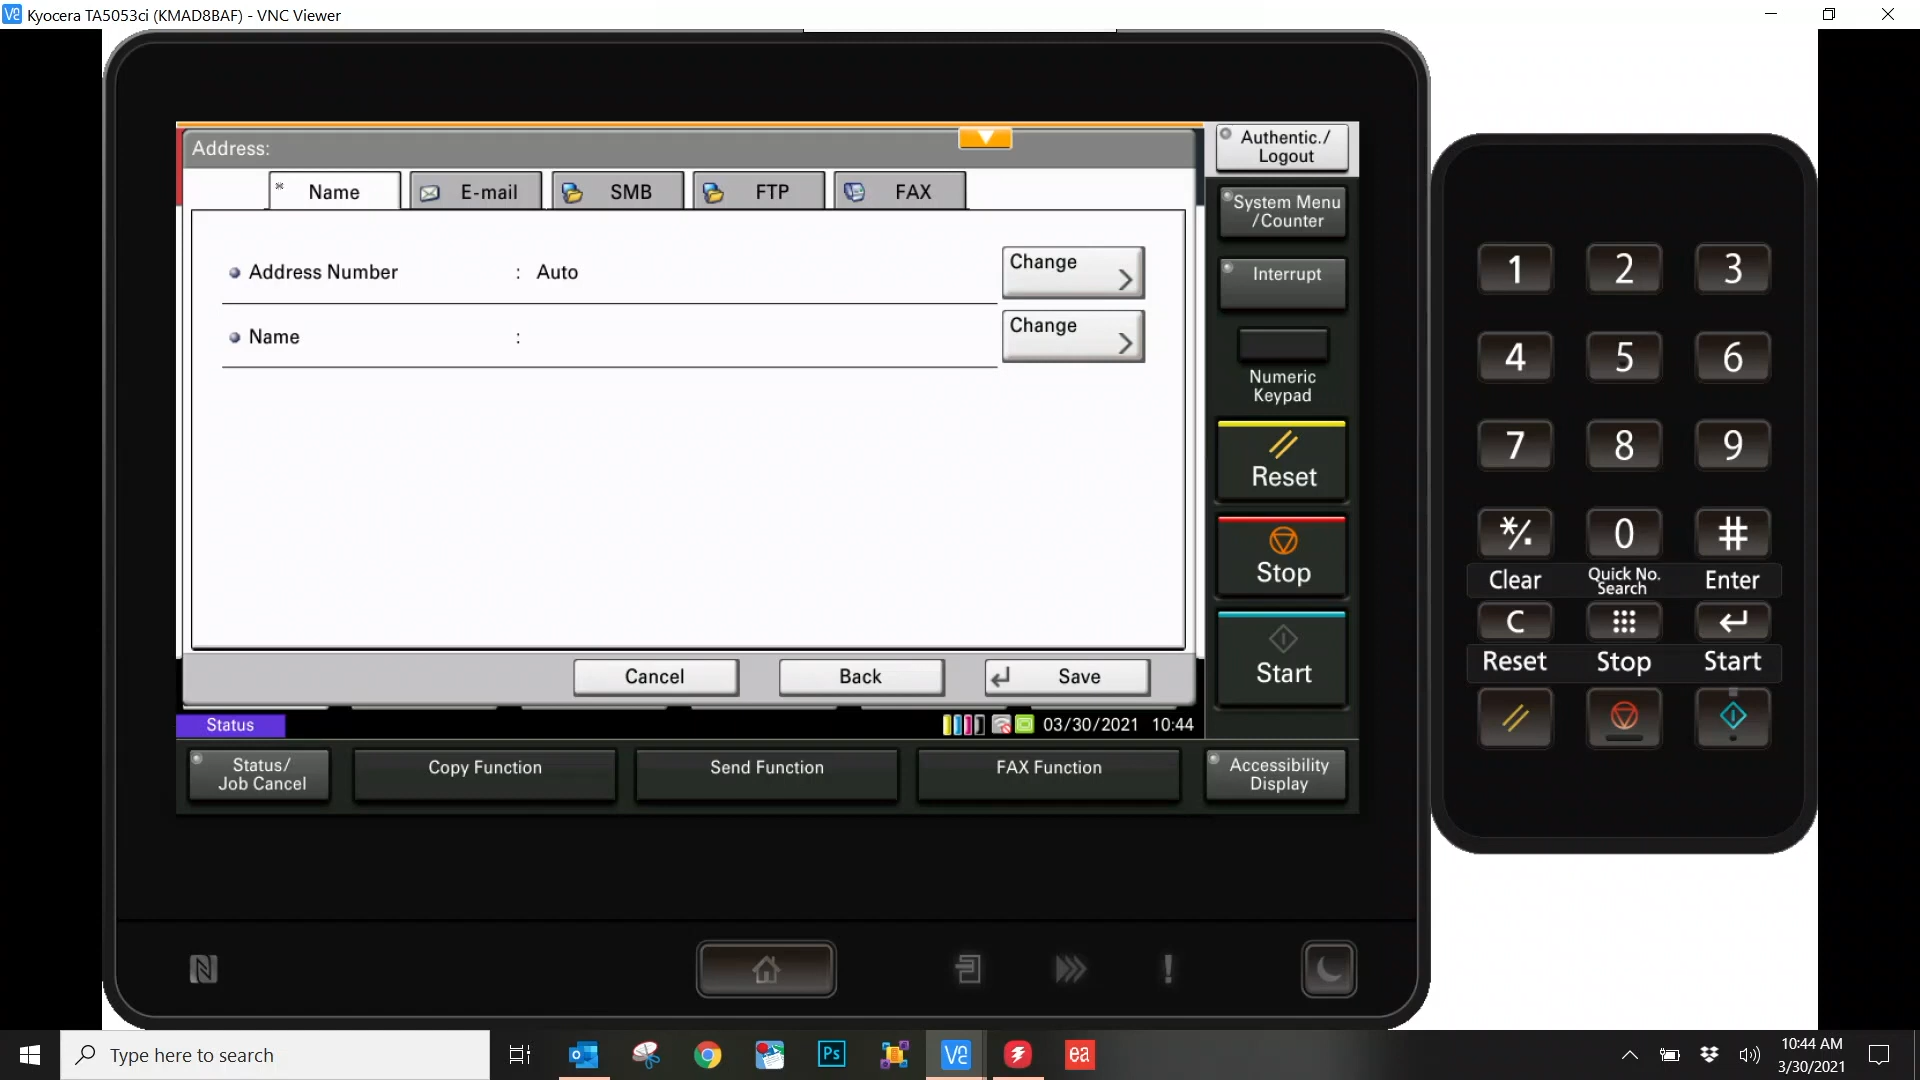 Kyocera TA5053ci (KMAD8BAF) - VNC Viewer
Address:
* Name
E-mail
SMB
FTP
FAX
Address Number : Auto
Change
Name :
Change
Cancel
Back
Save
Status
03/30/2021 10:44
Status/
Job Cancel
Copy Function
Send Function
FAX Function
Accessibility
Display
Authentic./
Logout
System Menu
/Counter
Interrupt
Numeric
Keypad
Reset
Stop
Start
1 2 3
4 5 6
7 8 9
*/. 0 #
Clear
Quick No.
Search
Enter
C
Reset Stop Start
Type here to search
Ps
ea
10:44 AM
3/30/2021